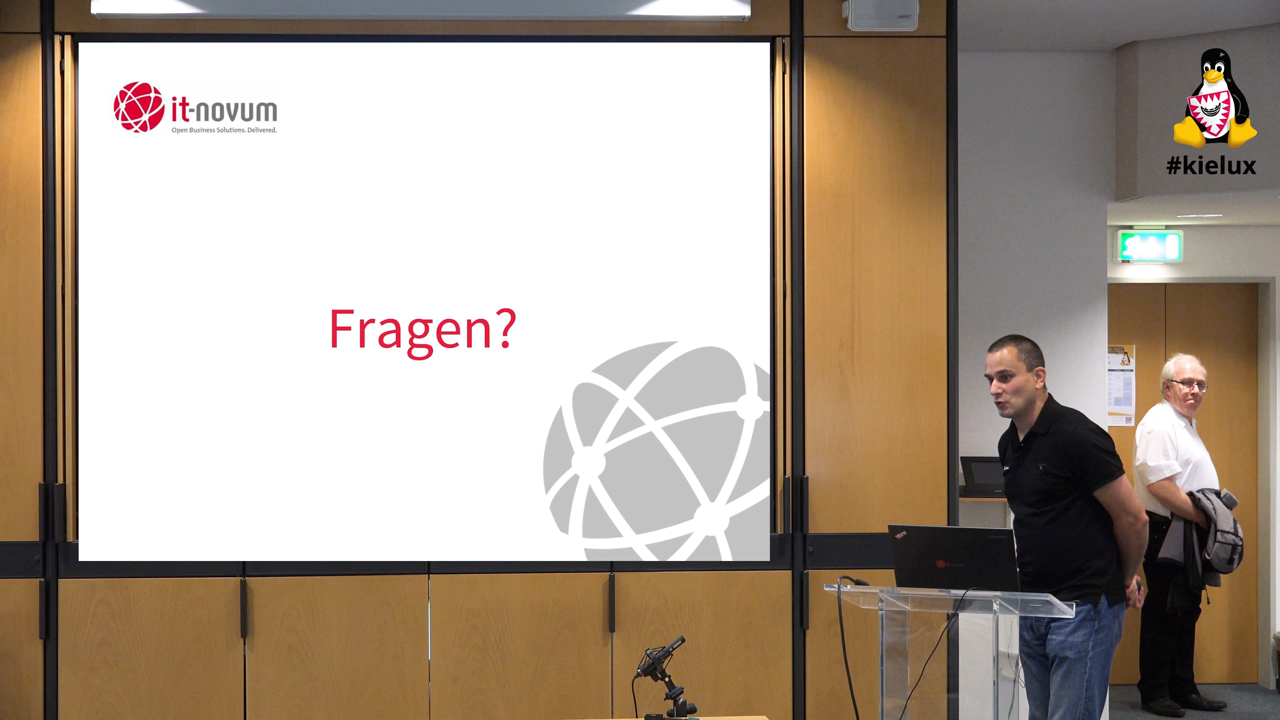 it-novum
Open Business Solutions. Delivered.
Fragen?
#kielux